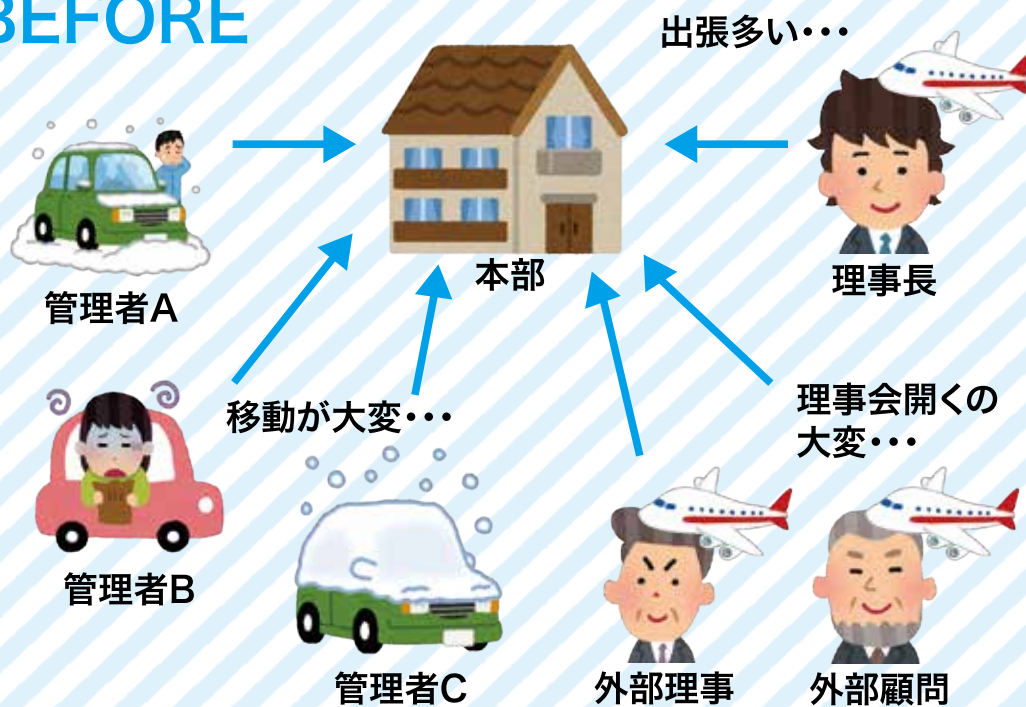 BEFORE
出張多い・・・
本部
理事長
管理者A
移動が大変・・・
理事会開くの
大変・・・
管理者B
管理者C
外部理事
外部顧問